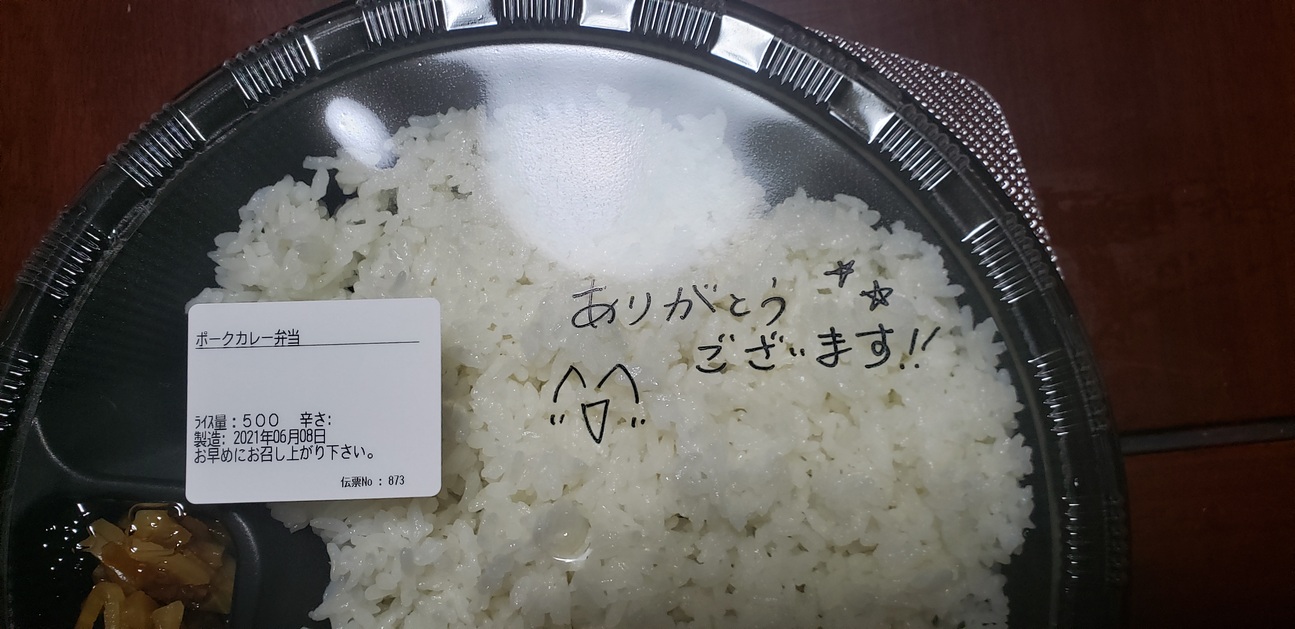 ポークカレー弁当
ﾗｲｽ量：５００　辛さ:
製造: 2021年06月08日
お早めにお召し上がり下さい。
伝票No : 873
ありがとう
ございます!!